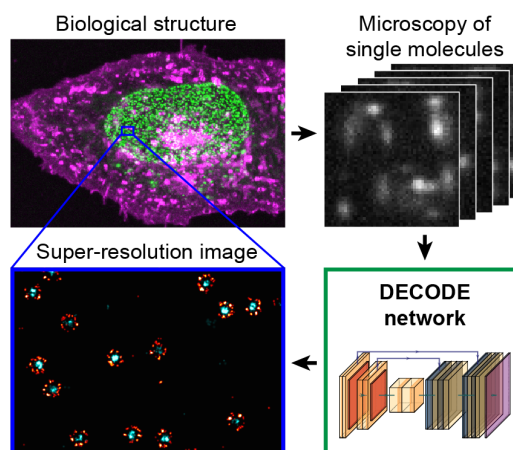 Biological structure
Microscopy of
single molecules
Super-resolution image
DECODE
network